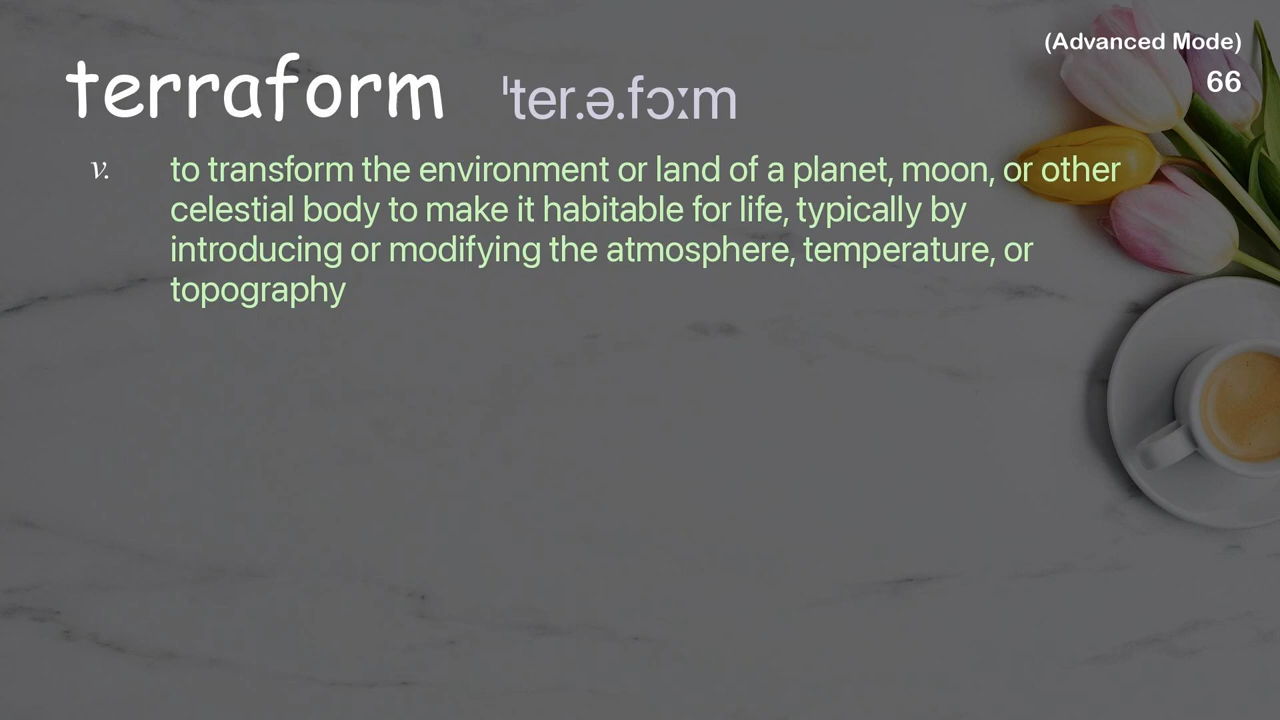 (Advanced Mode)
terraform ˈter.ə.fɔːm
66
v. to transform the environment or land of a planet, moon, or other
celestial body to make it habitable for life, typically by
introducing or modifying the atmosphere, temperature, or
topography